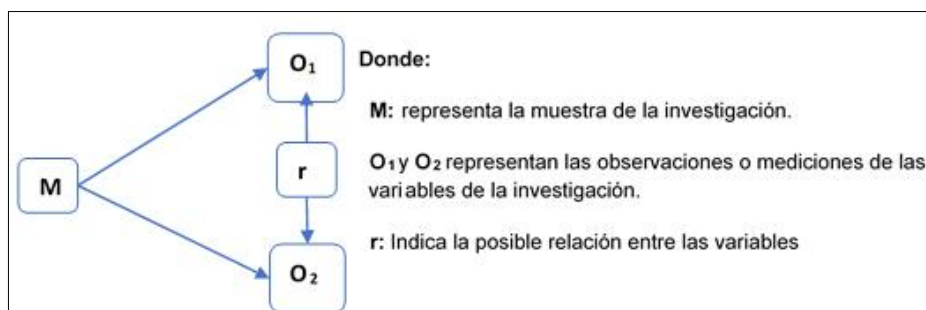 O₁
Donde:
M: representa la muestra de la investigación.
M
r
O₁ y O₂ representan las observaciones o mediciones de las
variables de la investigación.
r: Indica la posible relación entre las variables
O₂